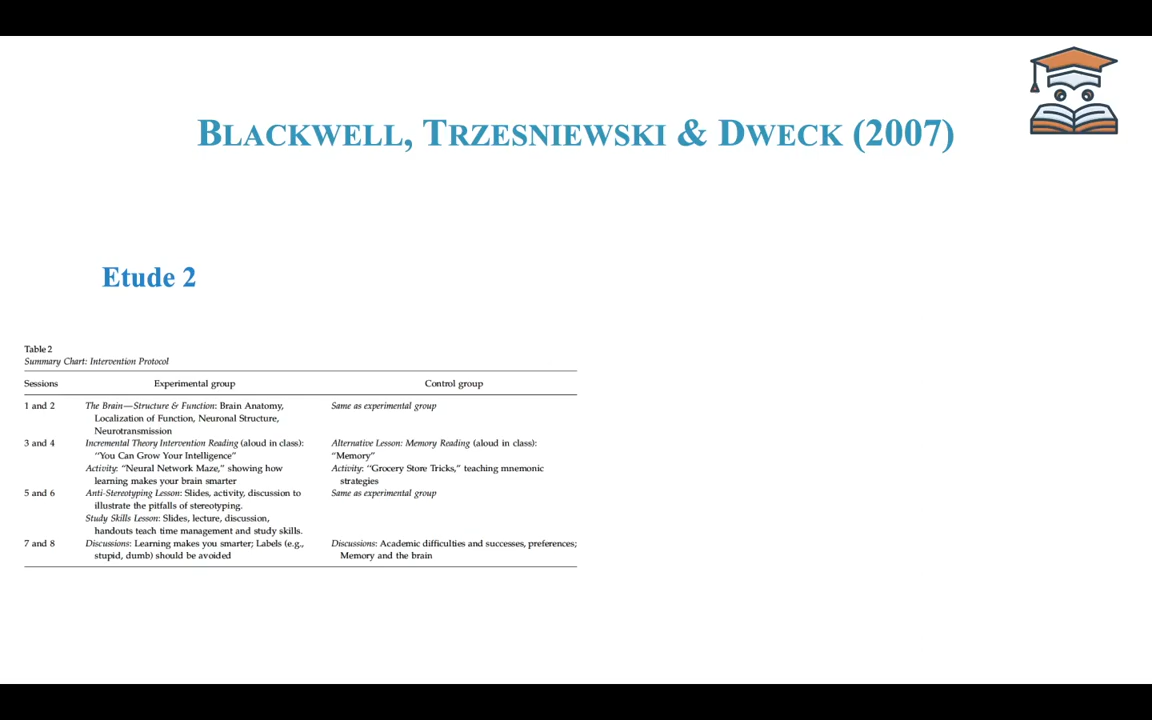 BLACKWELL, TRZESNIEWSKI & DWECK (2007)
Etude 2
Table 2
Summary Chart: Intervention Protocol
Sessions Experimental group Control group
1 and 2 The Brain—Structure & Function: Brain Anatomy, Same as experimental group
Localization of Function, Neuronal Structure,
Neurotransmission
3 and 4 Incremental Theory Intervention Reading (aloud in class): Alternative Lesson: Memory Reading (aloud in class):
“You Can Grow Your Intelligence” “Memory”
Activity: “Neural Network Maze,” showing how Activity: “Grocery Store Tricks,” teaching mnemonic
learning makes your brain smarter strategies
5 and 6 Anti-Stereotyping Lesson: Slides, activity, discussion to Same as experimental group
illustrate the pitfalls of stereotyping.
Study Skills Lesson: Slides, lecture, discussion,
handouts teach time management and study skills.
7 and 8 Discussions: Learning makes you smarter; Labels (e.g., Discussions: Academic difficulties and successes, preferences;
stupid, dumb) should be avoided Memory and the brain